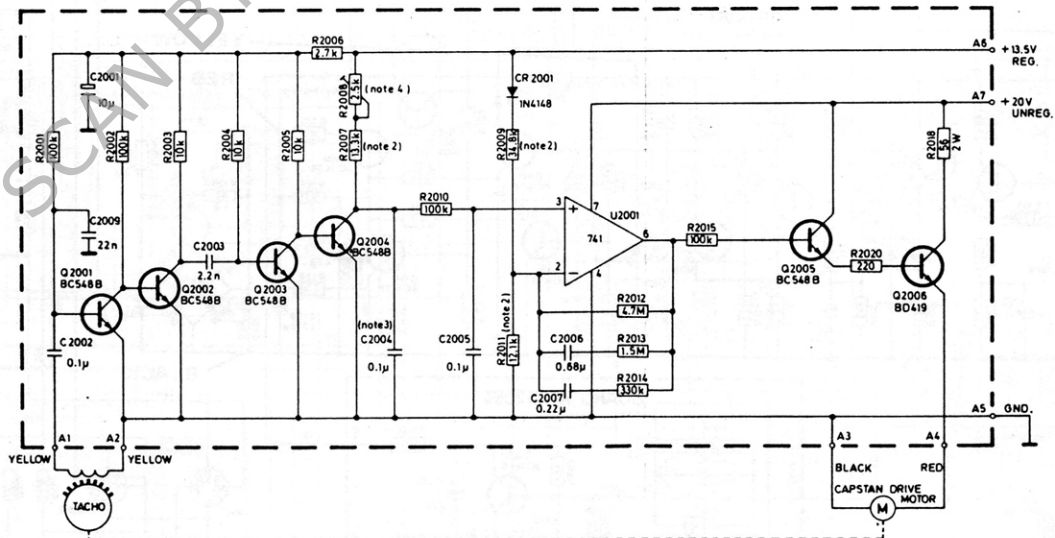 SCAN B
R2006
2.7k
A6
+13.5V
REG.
C2001
10µ
R2008
2.5k
(note 4)
CR 2001
1N4148
A7
+20V
UNREG.
R2001
100k
R2002
100k
R2003
10k
R2004
10k
R2005
10k
R2007
13.3k
(note 2)
R2009
34.8k
(note2)
R2018
56
2W
C2009
22n
R2010
100k
3
+
7
U2001
741
6
2
−
4
R2015
100k
Q2001
BC548B
C2003
2.2n
Q2002
BC548B
Q2003
BC548B
Q2004
BC548B
Q2005
BC548B
R2020
220
Q2006
BD419
C2002
0.1µ
(note3)
C2004
0.1µ
C2005
0.1µ
R2011
12.1k
(note 2)
R2012
4.7M
C2006
0.68µ
R2013
1.5M
C2007
0.22µ
R2014
330k
A5
GND.
A1
A2
YELLOW
YELLOW
A3
A4
BLACK
RED
TACHO
CAPSTAN DRIVE
MOTOR
M